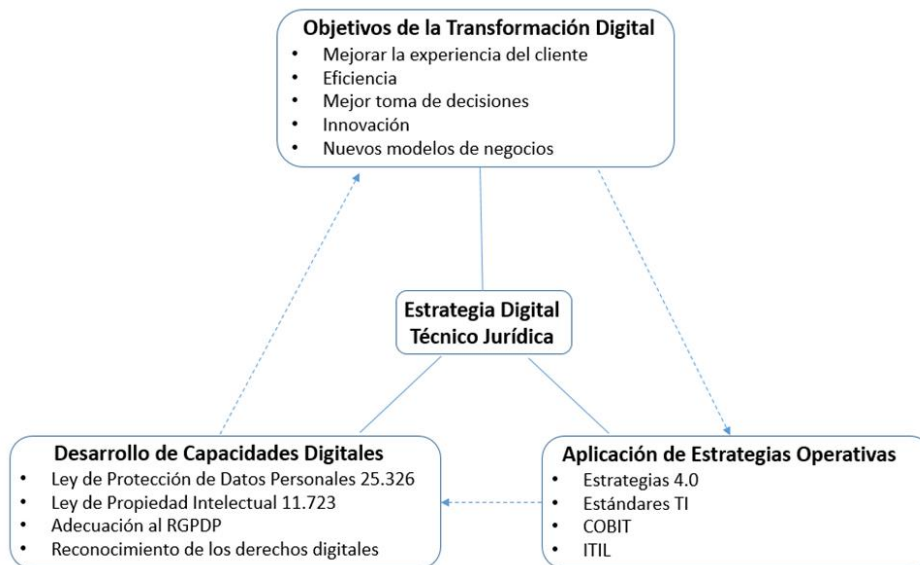 Objetivos de la Transformación Digital
• Mejorar la experiencia del cliente
• Eficiencia
• Mejor toma de decisiones
• Innovación
• Nuevos modelos de negocios
Estrategia Digital
Técnico Jurídica
Desarrollo de Capacidades Digitales
• Ley de Protección de Datos Personales 25.326
• Ley de Propiedad Intelectual 11.723
• Adecuación al RGPDP
• Reconocimiento de los derechos digitales
Aplicación de Estrategias Operativas
• Estrategias 4.0
• Estándares TI
• COBIT
• ITIL